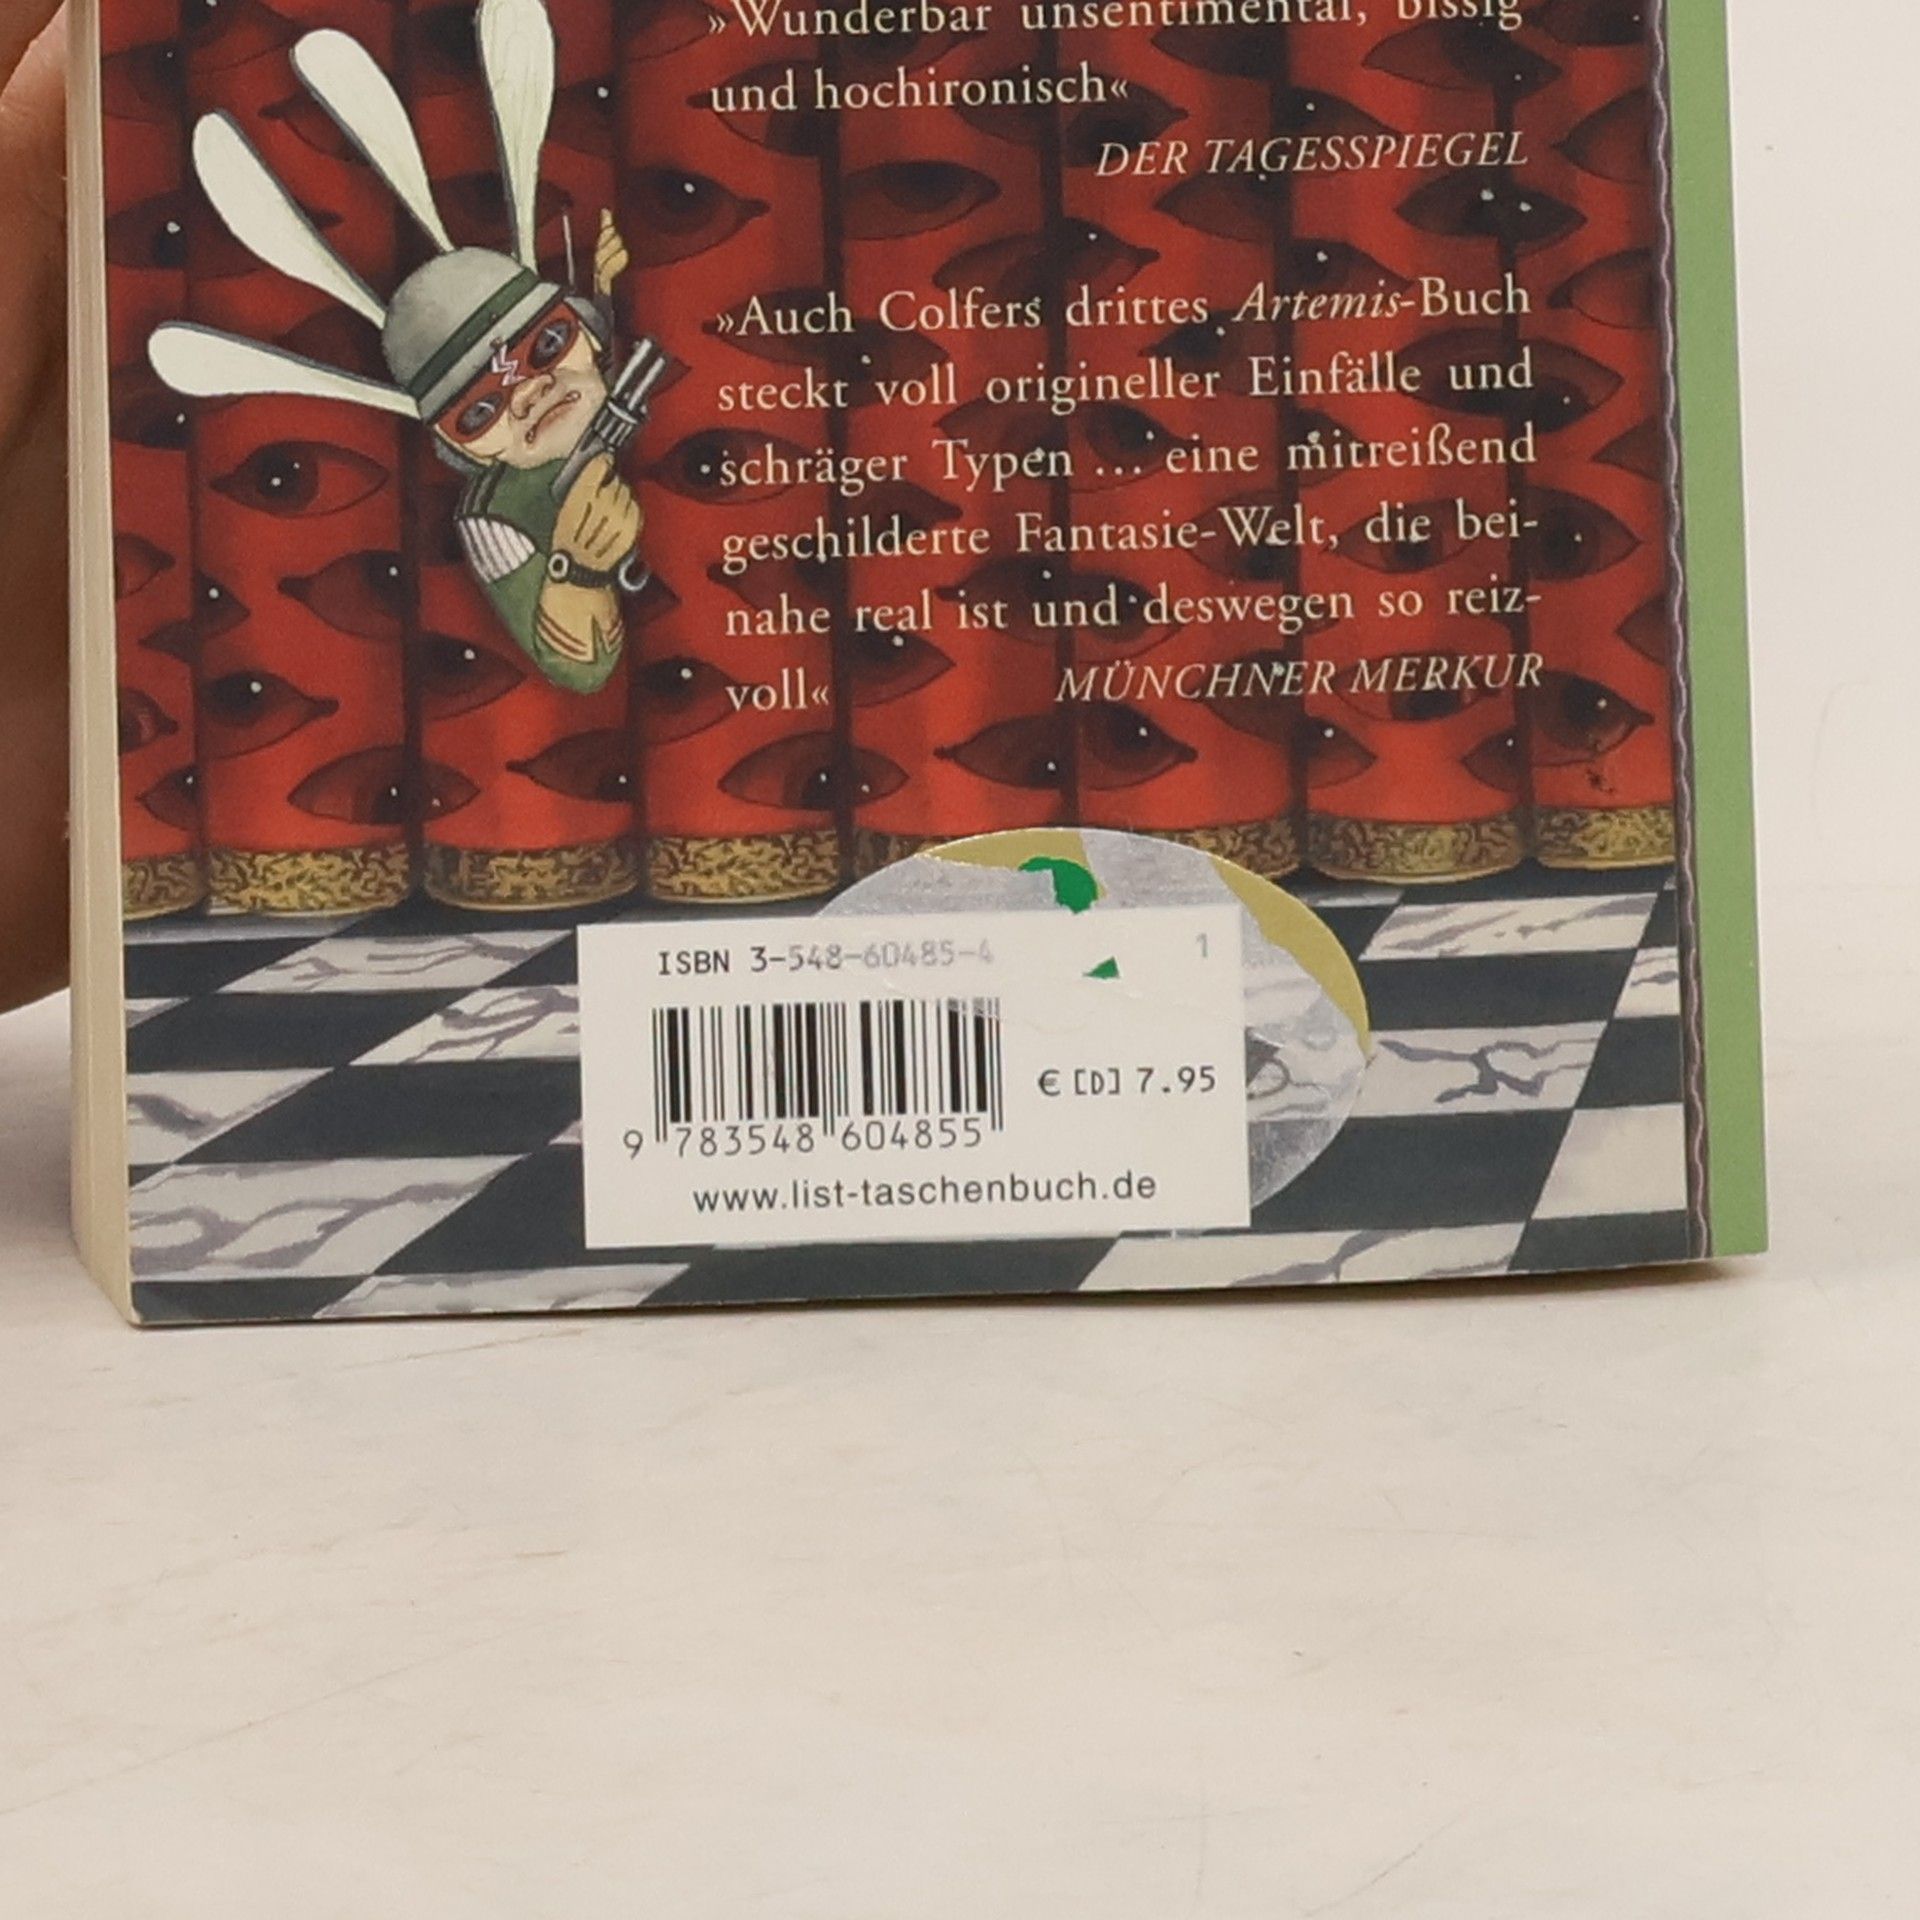 »Wunderbar unsentimental, bissig
und hochironisch«
DER TAGESSPIEGEL
»Auch Colfers drittes Artemis-Buch
steckt voll origineller Einfälle und
schräger Typen ... eine mitreißend
geschilderte Fantasie-Welt, die bei-
nahe real ist und deswegen so reiz-
voll« MÜNCHNER MERKUR
ISBN 3-548-60485-4 1
€ [D] 7.95
9 783548 604855
www.list-taschenbuch.de